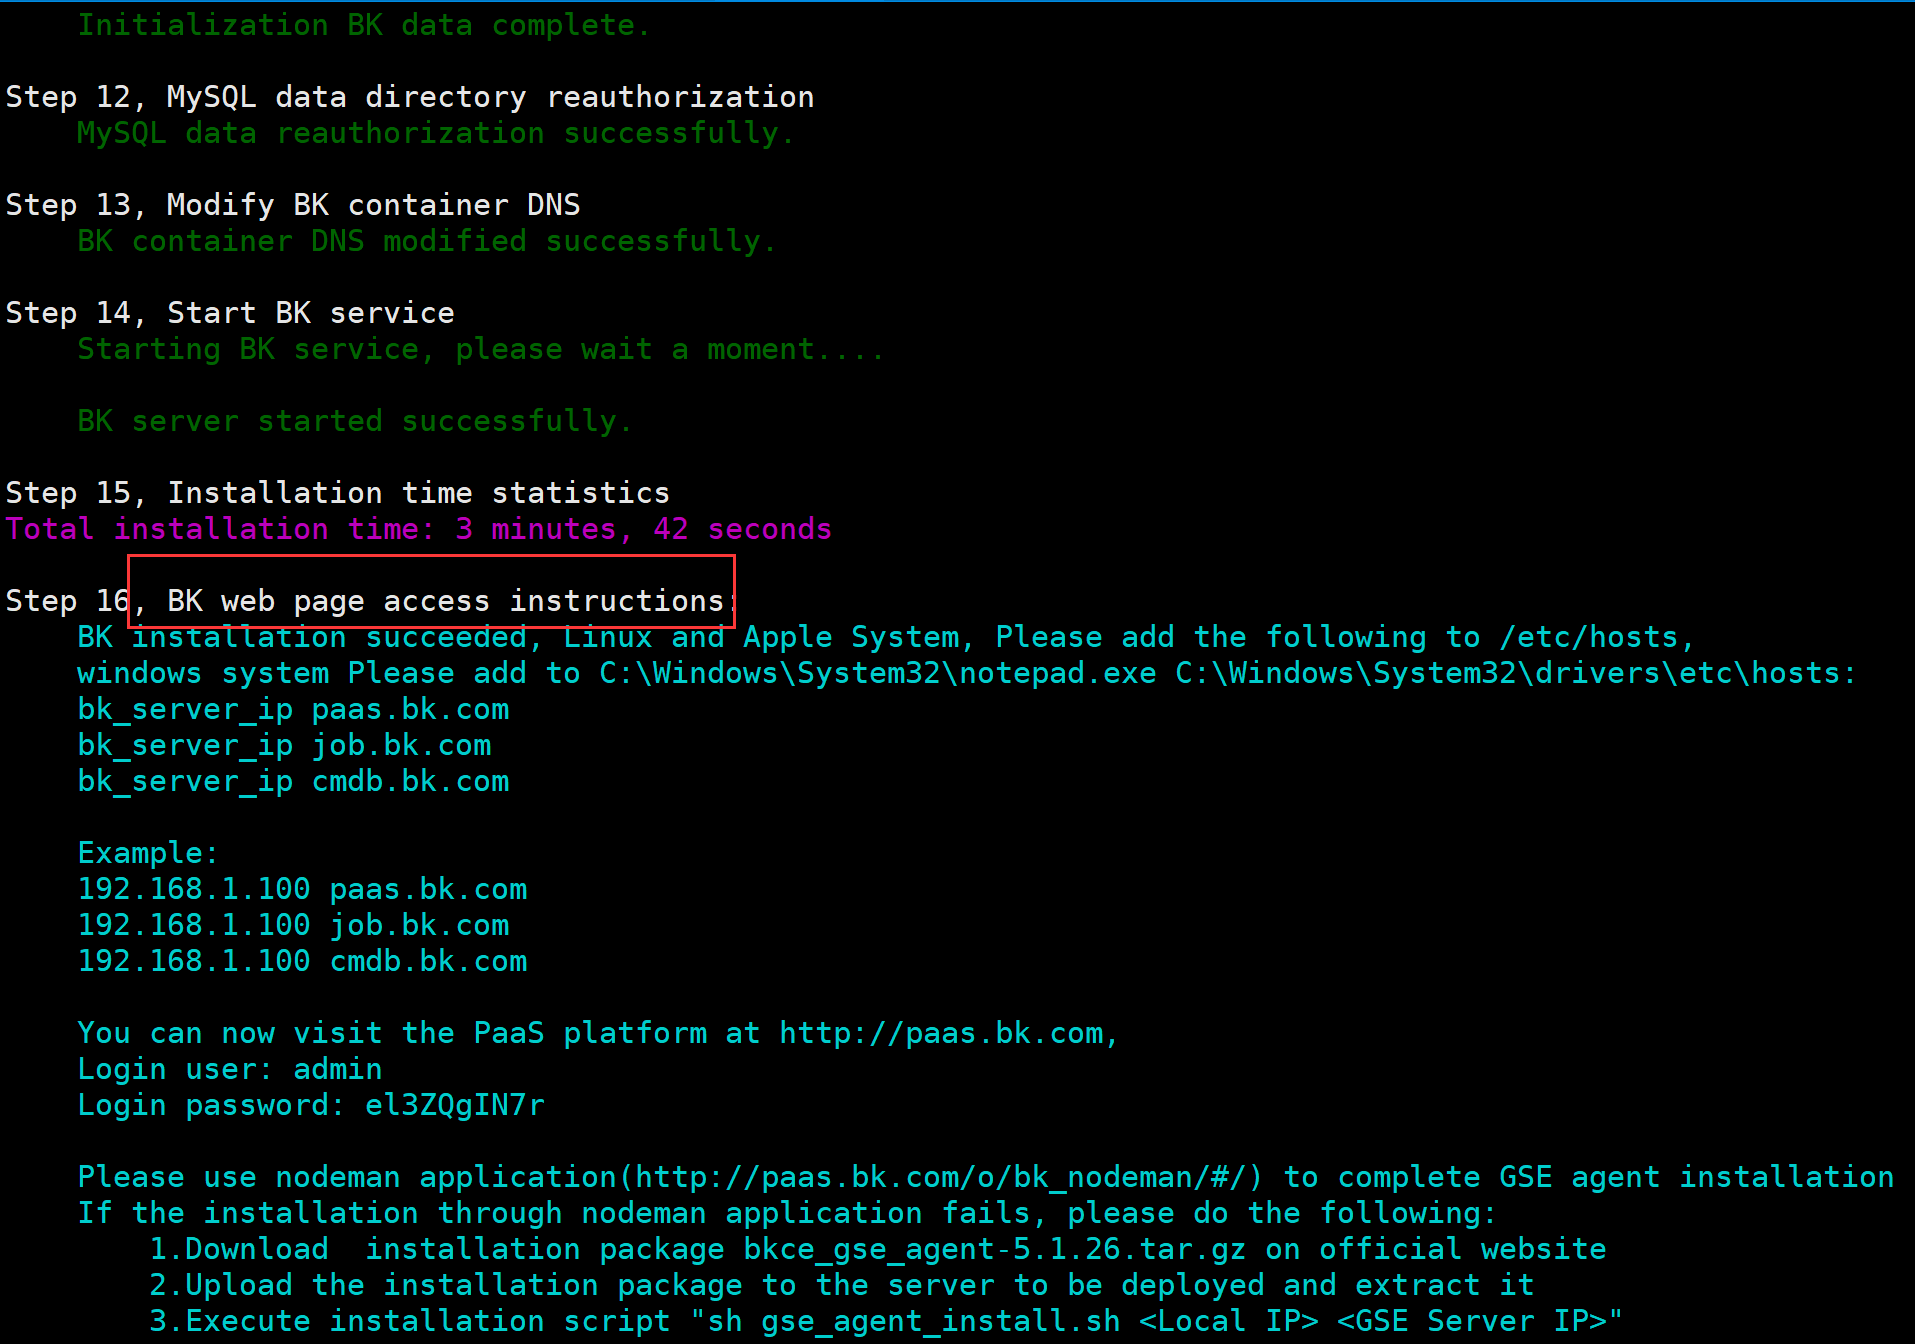 Initialization BK data complete.
Step 12, MySQL data directory reauthorization
MySQL data reauthorization successfully.
Step 13, Modify BK container DNS
BK container DNS modified successfully.
Step 14, Start BK service
Starting BK service, please wait a moment....
BK server started successfully.
Step 15, Installation time statistics
Total installation time: 3 minutes, 42 seconds
Step 16, BK web page access instructions:
BK installation succeeded, Linux and Apple System, Please add the following to /etc/hosts,
windows system Please add to C:\Windows\System32\notepad.exe C:\Windows\System32\drivers\etc\hosts:
bk_server_ip paas.bk.com
bk_server_ip job.bk.com
bk_server_ip cmdb.bk.com
Example:
192.168.1.100 paas.bk.com
192.168.1.100 job.bk.com
192.168.1.100 cmdb.bk.com
You can now visit the PaaS platform at http://paas.bk.com,
Login user: admin
Login password: el3ZQgIN7r
Please use nodeman application(http://paas.bk.com/o/bk_nodeman/#/) to complete GSE agent installation
If the installation through nodeman application fails, please do the following:
1.Download  installation package bkce_gse_agent-5.1.26.tar.gz on official website
2.Upload the installation package to the server to be deployed and extract it
3.Execute installation script "sh gse_agent_install.sh <Local IP> <GSE Server IP>"